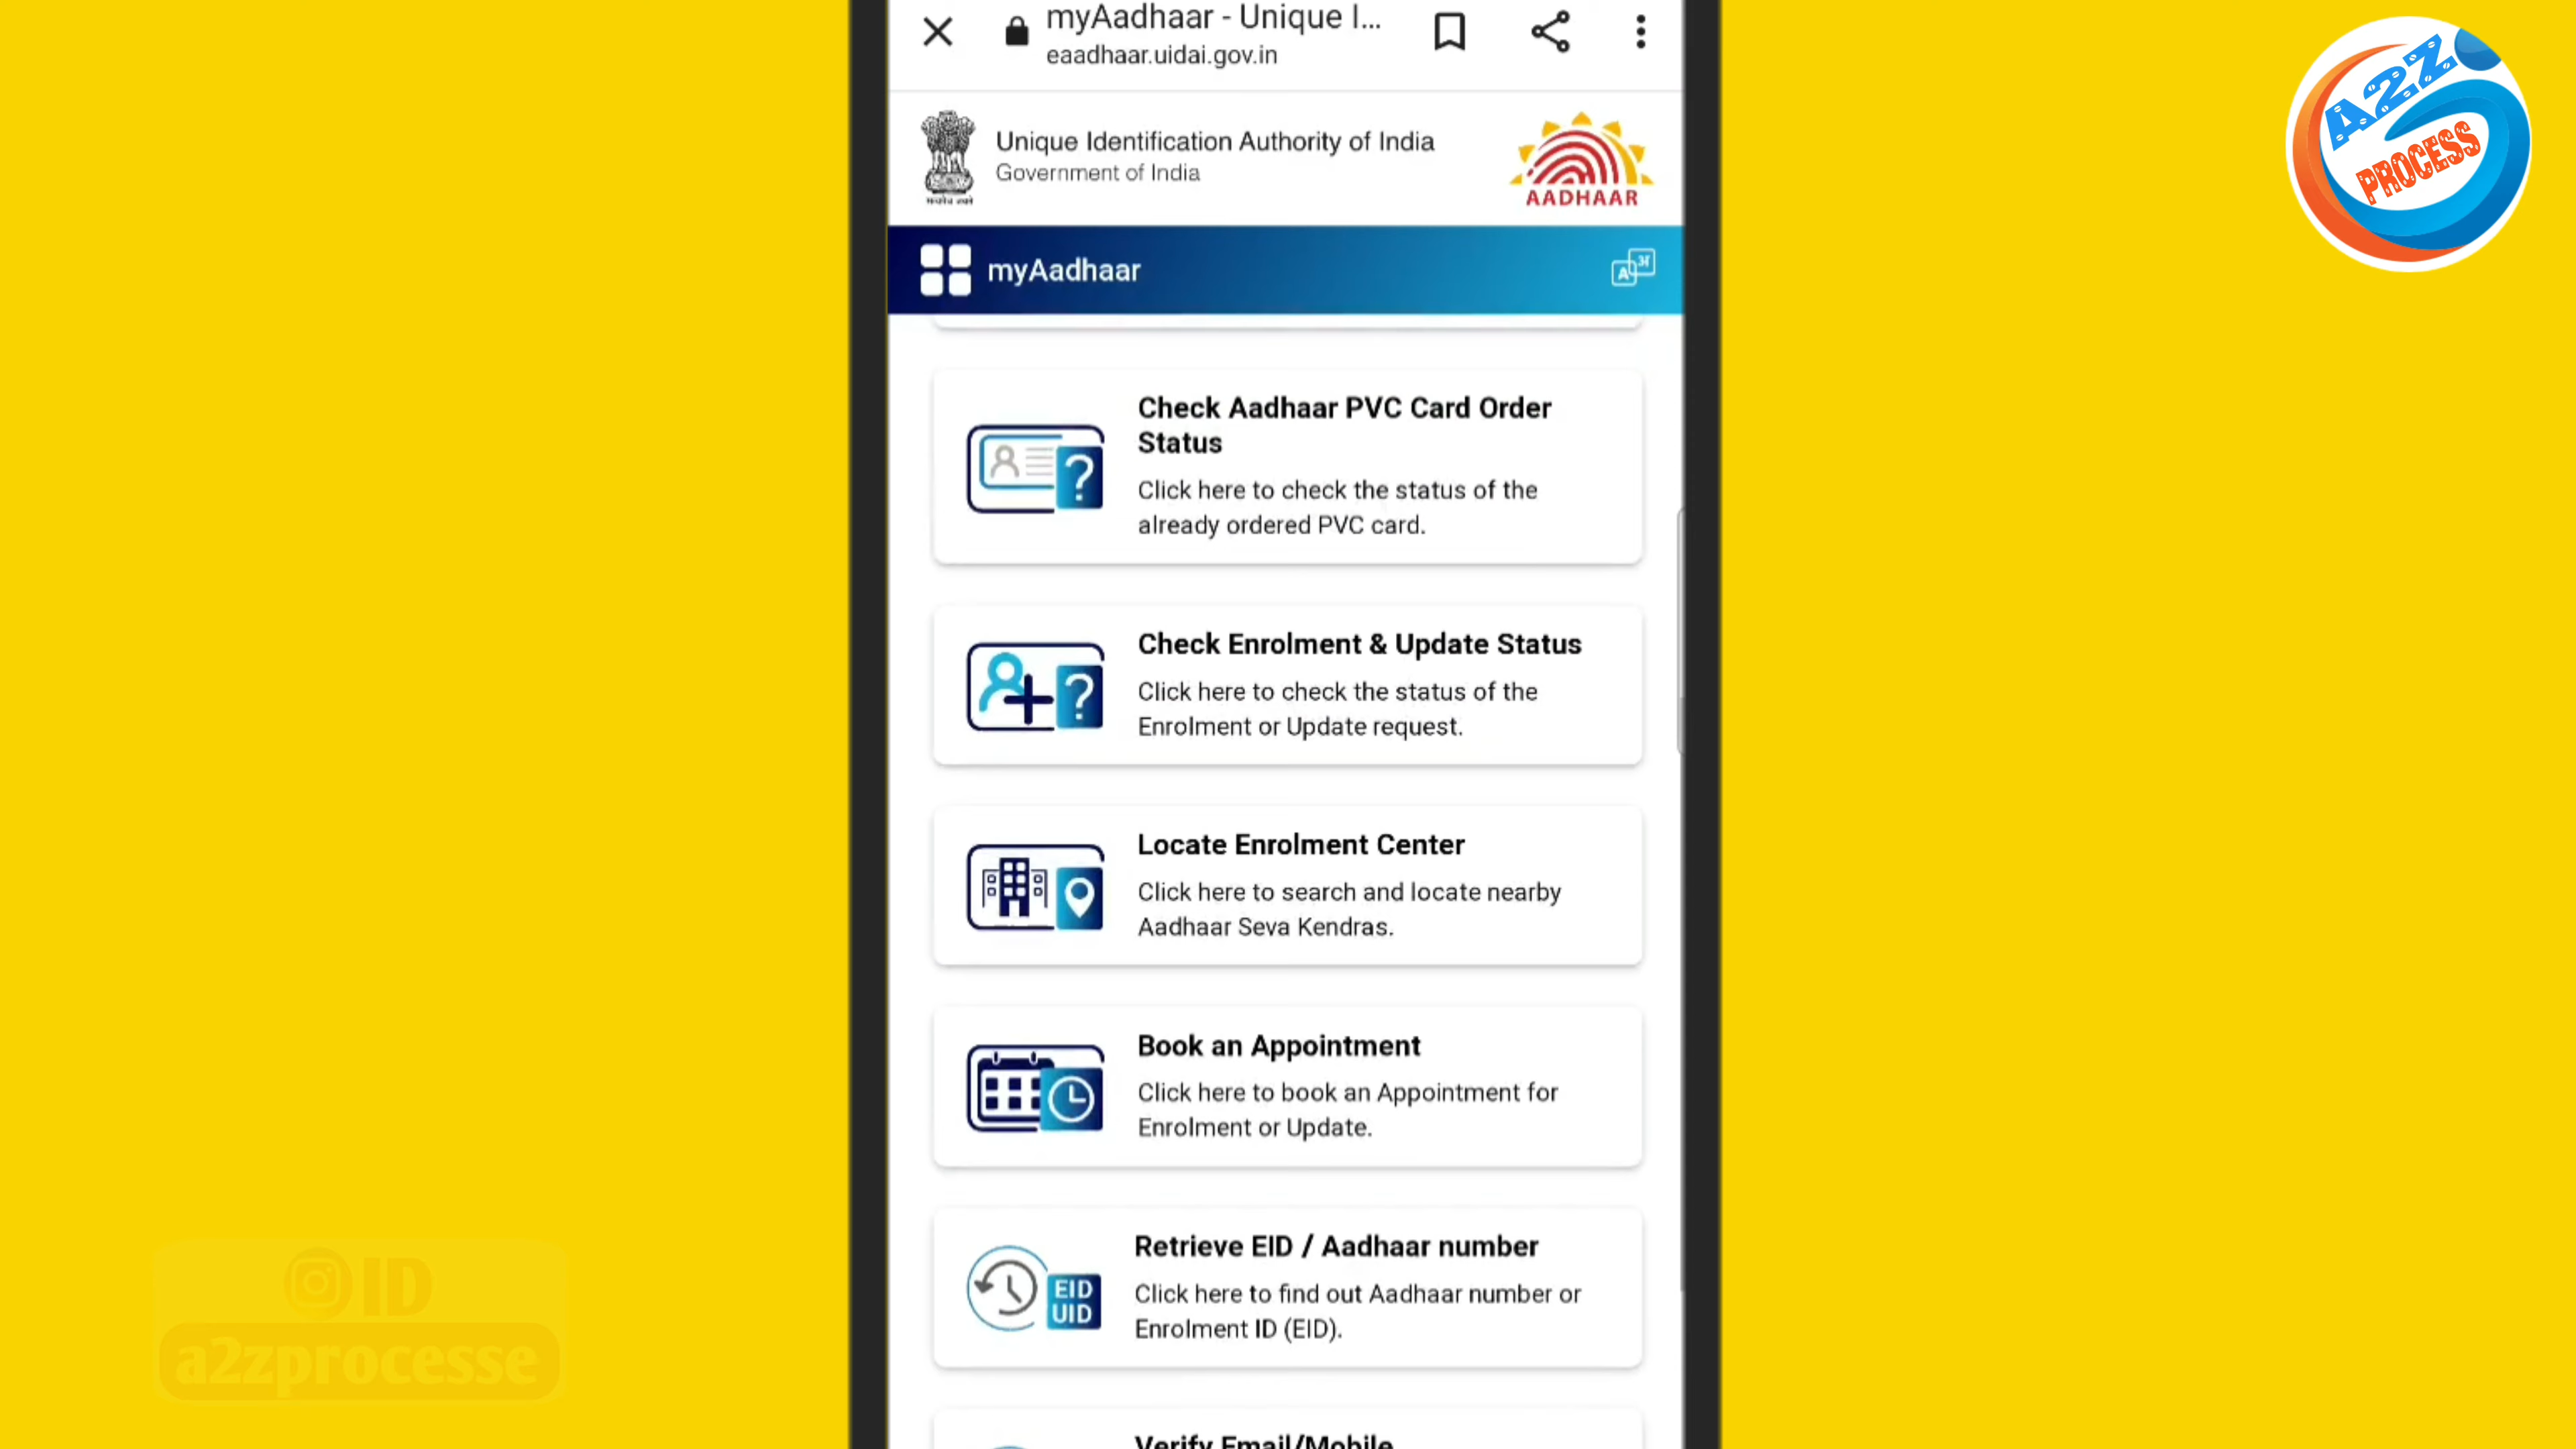 myAadhaar - Unique I...
eaadhaar.uidai.gov.in
A2Z
PROCESS
Unique Identification Authority of India
Government of India
AADHAAR
myAadhaar
A अ
Check Aadhaar PVC Card Order
Status
Click here to check the status of the
already ordered PVC card.
Check Enrolment & Update Status
Click here to check the status of the
Enrolment or Update request.
Locate Enrolment Center
Click here to search and locate nearby
Aadhaar Seva Kendras.
Book an Appointment
Click here to book an Appointment for
Enrolment or Update.
Retrieve EID / Aadhaar number
EID
UID
Click here to find out Aadhaar number or
Enrolment ID (EID).
Verify Email/Mobile
ID
a2zprocesse